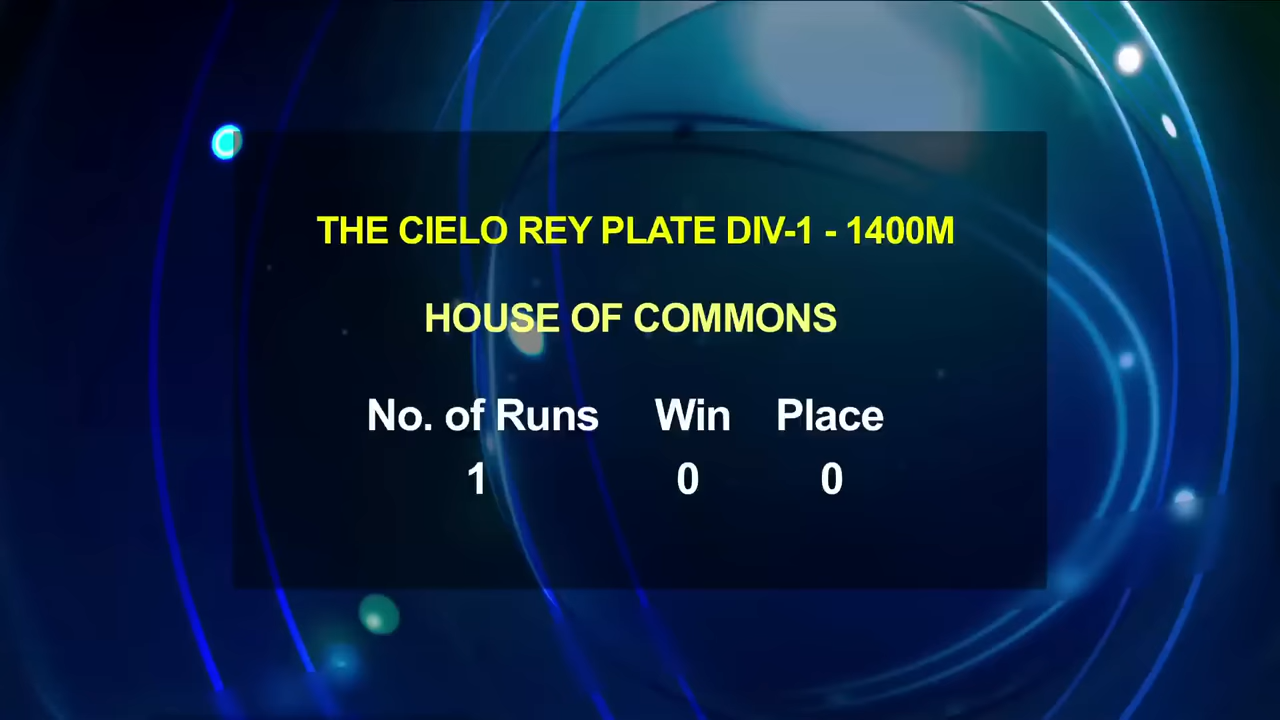 THE CIELO REY PLATE DIV-1 - 1400M
HOUSE OF COMMONS
No. of Runs Win Place
1 0 0